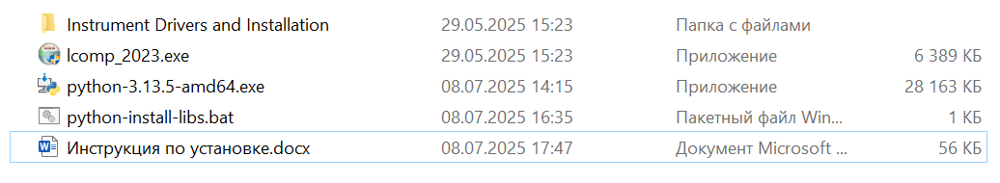 Instrument Drivers and Installation 29.05.2025 15:23 Папка с файлами
lcomp_2023.exe 29.05.2025 15:23 Приложение 6 389 КБ
python-3.13.5-amd64.exe 08.07.2025 14:15 Приложение 28 163 КБ
python-install-libs.bat 08.07.2025 16:35 Пакетный файл Win... 1 КБ
Инструкция по установке.docx 08.07.2025 17:47 Документ Microsoft ... 56 КБ